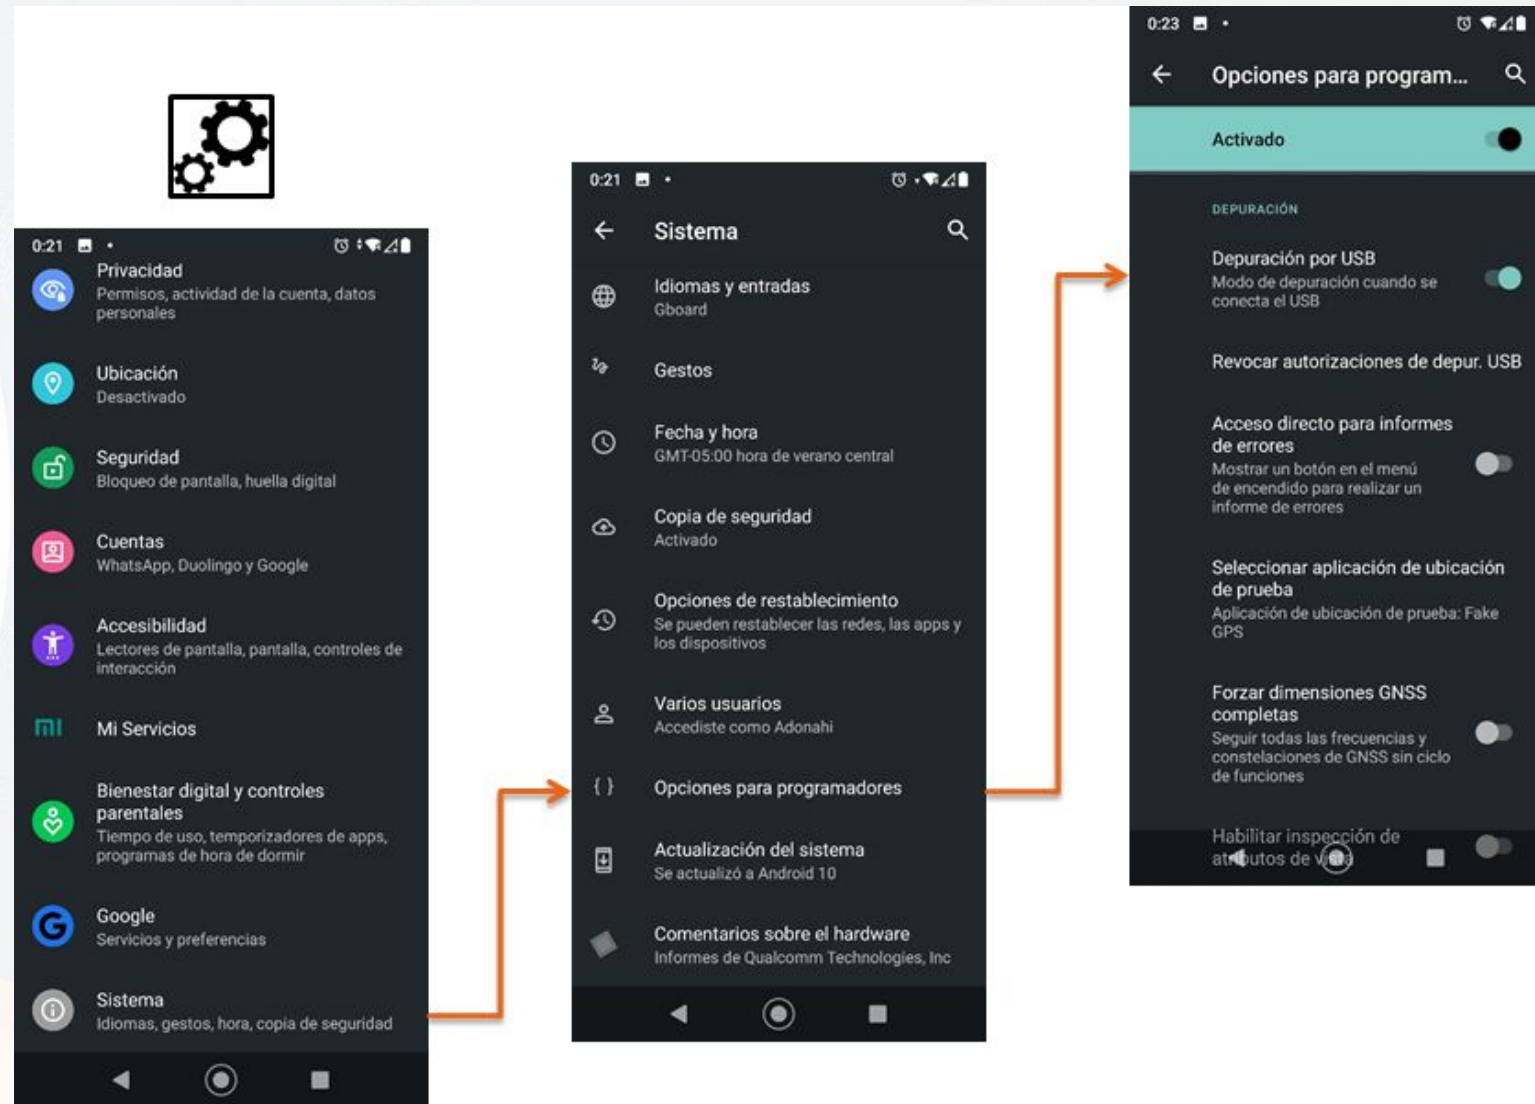 0:21
Privacidad
Permisos, actividad de la cuenta, datos
personales
Ubicación
Desactivado
Seguridad
Bloqueo de pantalla, huella digital
Cuentas
WhatsApp, Duolingo y Google
Accesibilidad
Lectores de pantalla, pantalla, controles de
interacción
Mi Servicios
Bienestar digital y controles
parentales
Tiempo de uso, temporizadores de apps,
programas de hora de dormir
Google
Servicios y preferencias
Sistema
Idiomas, gestos, hora, copia de seguridad
0:21
Sistema
Idiomas y entradas
Gboard
Gestos
Fecha y hora
GMT-05:00 hora de verano central
Copia de seguridad
Activado
Opciones de restablecimiento
Se pueden restablecer las redes, las apps y
los dispositivos
Varios usuarios
Accediste como Adonahi
{ } Opciones para programadores
Actualización del sistema
Se actualizó a Android 10
Comentarios sobre el hardware
Informes de Qualcomm Technologies, Inc
0:23
Opciones para program...
Activado
DEPURACIÓN
Depuración por USB
Modo de depuración cuando se
conecta el USB
Revocar autorizaciones de depur. USB
Acceso directo para informes
de errores
Mostrar un botón en el menú
de encendido para realizar un
informe de errores
Seleccionar aplicación de ubicación
de prueba
Aplicación de ubicación de prueba: Fake
GPS
Forzar dimensiones GNSS
completas
Seguir todas las frecuencias y
constelaciones de GNSS sin ciclo
de funciones
Habilitar inspección de
atributos de vista